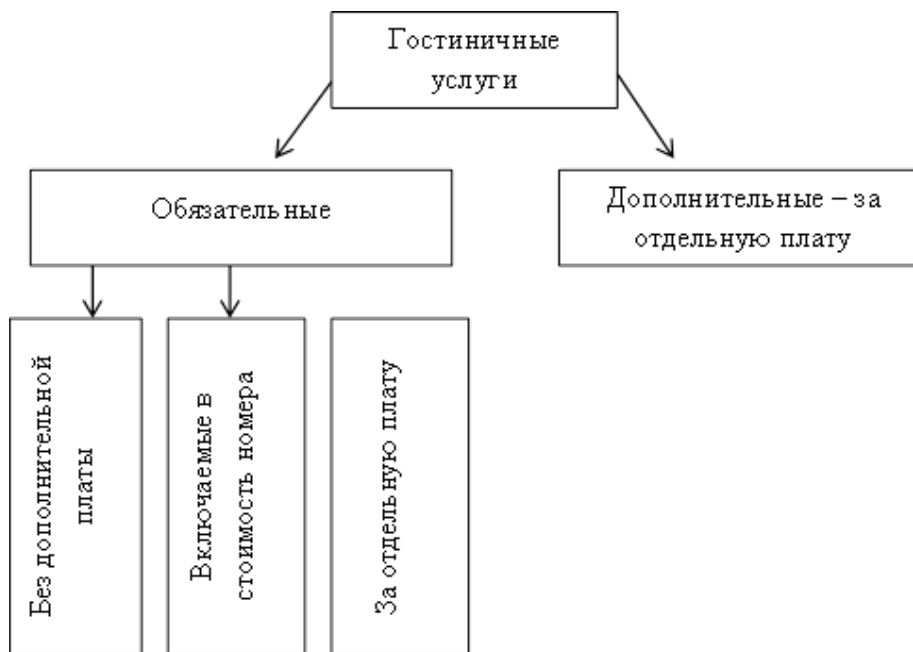 Гостиничные
услуги
Обязательные
Дополнительные – за
отдельную плату
Без дополнительной
платы
Включаемые в
стоимость номера
За отдельную плату